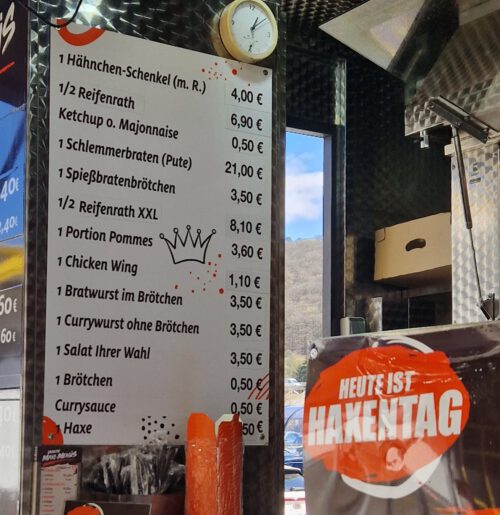 1 Hähnchen-Schenkel (m. R.) 4,00 €
1/2 Reifenrath 6,90 €
Ketchup o. Majonnaise 0,50 €
1 Schlemmerbraten (Pute) 21,00 €
1 Spießbratenbrötchen 3,50 €
1/2 Reifenrath XXL 8,10 €
1 Portion Pommes 3,60 €
1 Chicken Wing 1,10 €
1 Bratwurst im Brötchen 3,50 €
1 Currywurst ohne Brötchen 3,50 €
1 Salat Ihrer Wahl 3,50 €
1 Brötchen 0,50 €
Currysauce 0,50 €
1 Haxe 50 €
HEUTE IST
HAXENTAG